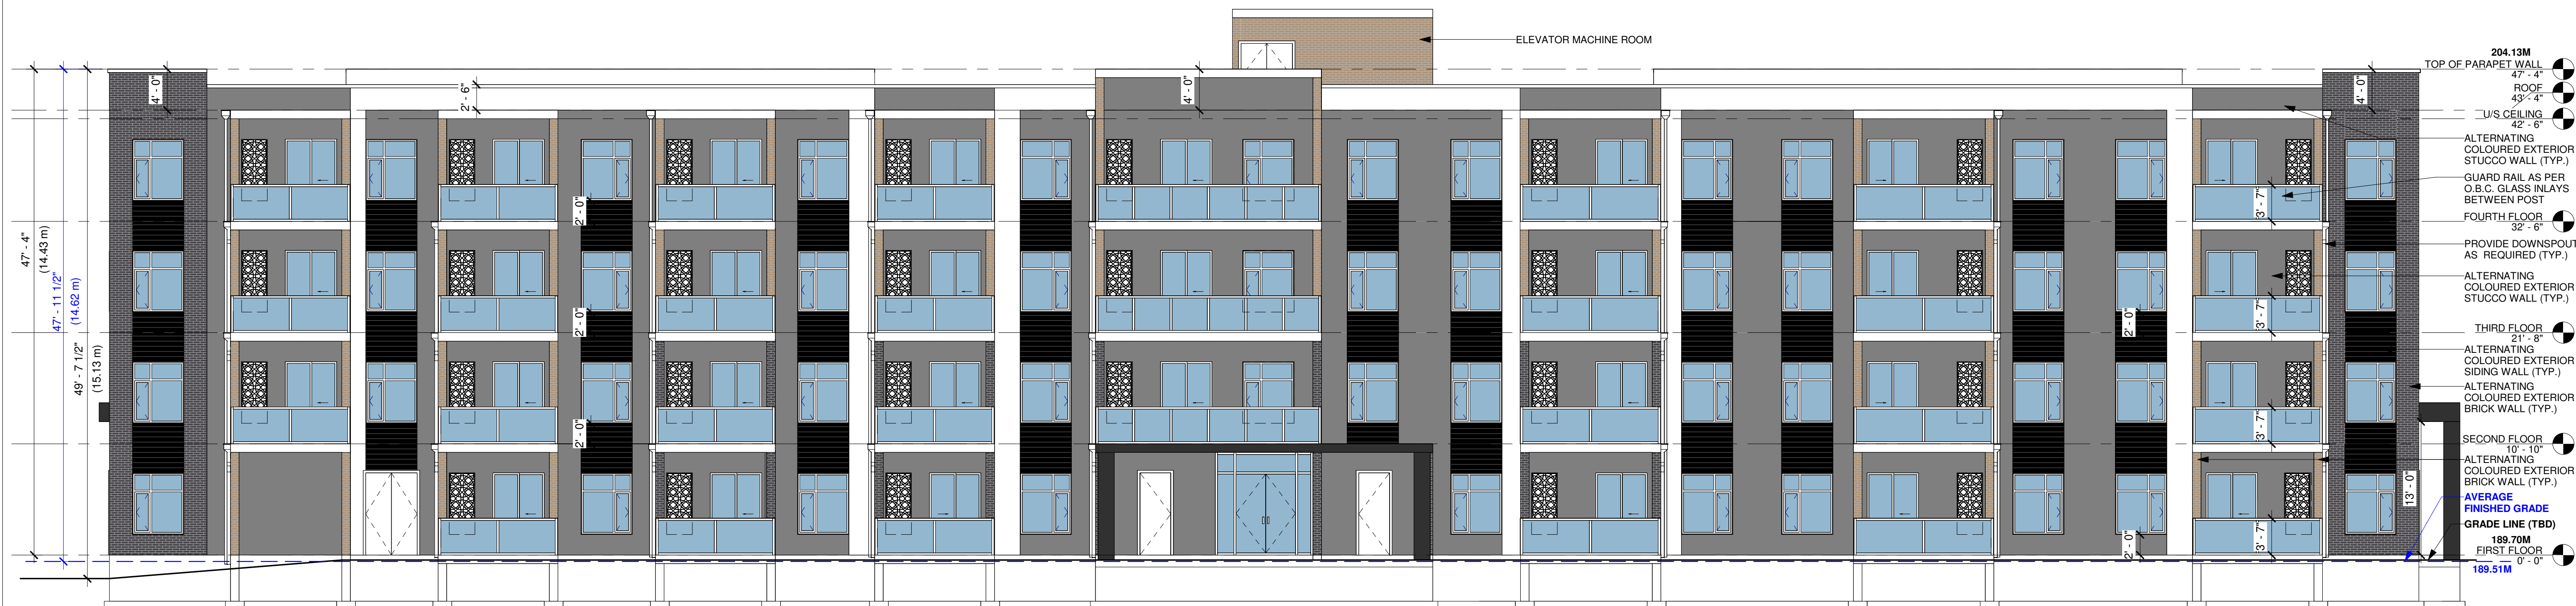 ELEVATOR MACHINE ROOM
47' - 4"
(14.43 m)
47' - 11 1/2"
(14.62 m)
49' - 7 1/2"
(15.13 m)
4' - 0"
2' - 6"
4' - 0"
4' - 0"
2' - 0"
2' - 0"
2' - 0"
2' - 0"
2' - 0"
3' - 7"
3' - 7"
3' - 7"
3' - 7"
13' - 0"
204.13M
TOP OF PARAPET WALL
47' - 4"
ROOF
43' - 4"
U/S CEILING
42' - 6"
ALTERNATING
COLOURED EXTERIOR
STUCCO WALL (TYP.)
GUARD RAIL AS PER
O.B.C. GLASS INLAYS
BETWEEN POST
FOURTH FLOOR
32' - 6"
PROVIDE DOWNSPOUT
AS REQUIRED (TYP.)
ALTERNATING
COLOURED EXTERIOR
STUCCO WALL (TYP.)
THIRD FLOOR
21' - 8"
ALTERNATING
COLOURED EXTERIOR
SIDING WALL (TYP.)
ALTERNATING
COLOURED EXTERIOR
BRICK WALL (TYP.)
SECOND FLOOR
10' - 10"
ALTERNATING
COLOURED EXTERIOR
BRICK WALL (TYP.)
AVERAGE
FINISHED GRADE
GRADE LINE (TBD)
189.70M
FIRST FLOOR
0' - 0"
189.51M